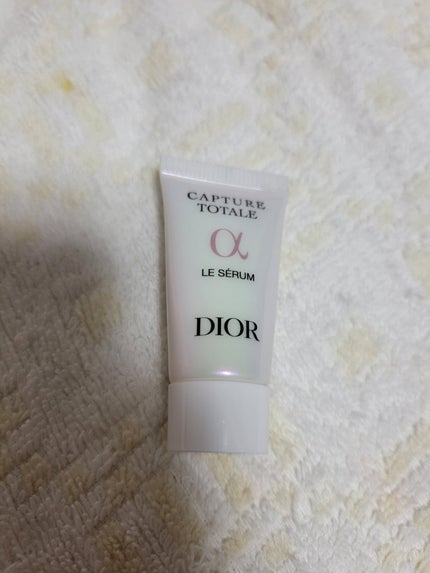 CAPTURE
TOTALE
α
LE SÉRUM
DIOR